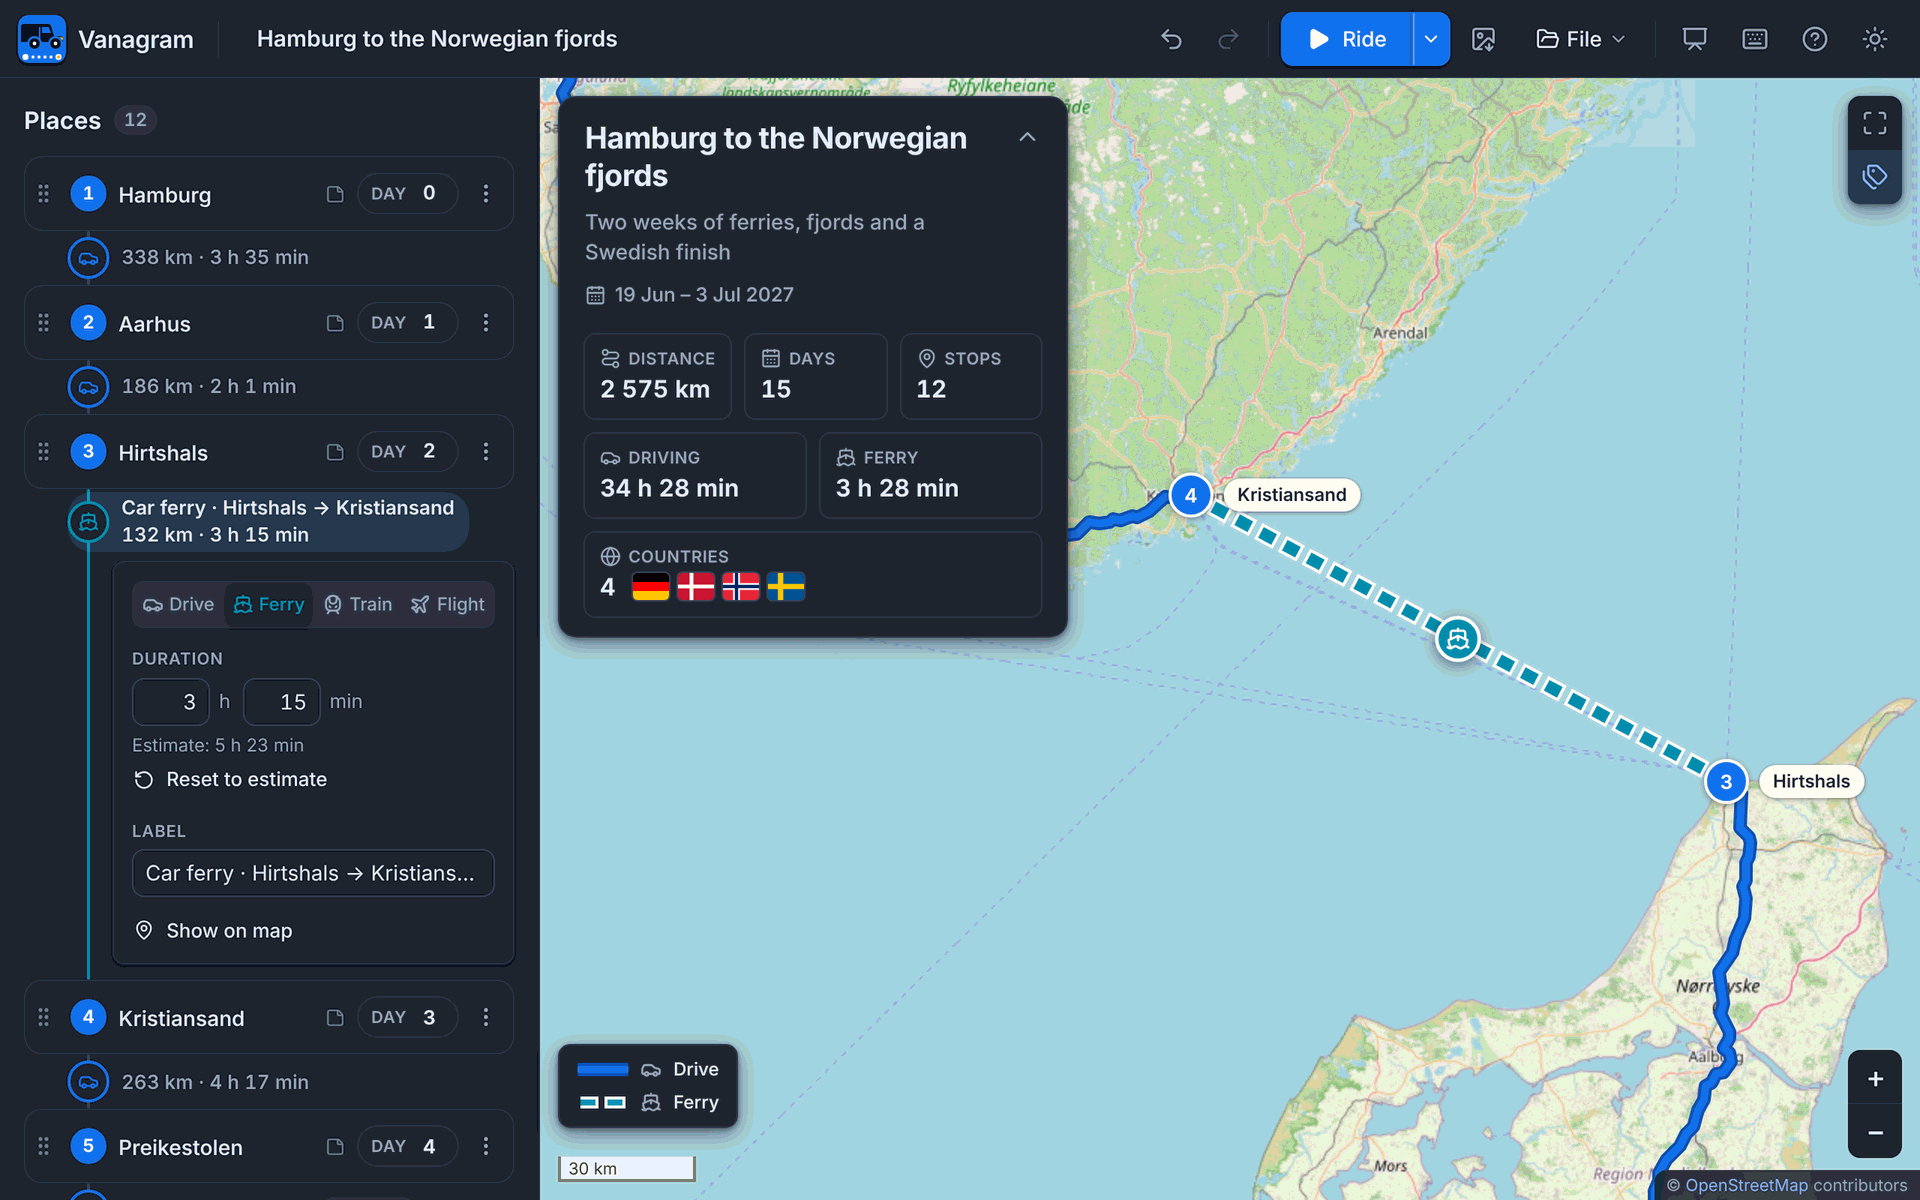 Vanagram
Hamburg to the Norwegian fjords
Ride
File
Places 12
1 Hamburg DAY 0
338 km · 3 h 35 min
2 Aarhus DAY 1
186 km · 2 h 1 min
3 Hirtshals DAY 2
Car ferry · Hirtshals → Kristiansand
132 km · 3 h 15 min
Drive Ferry Train Flight
DURATION
3 h 15 min
Estimate: 5 h 23 min
Reset to estimate
LABEL
Car ferry · Hirtshals → Kristians...
Show on map
4 Kristiansand DAY 3
263 km · 4 h 17 min
5 Preikestolen DAY 4
Hamburg to the Norwegian
fjords
Two weeks of ferries, fjords and a
Swedish finish
19 Jun – 3 Jul 2027
DISTANCE
2 575 km
DAYS
15
STOPS
12
DRIVING
34 h 28 min
FERRY
3 h 28 min
COUNTRIES
4
landskapsvernområde
Ryfylkeheiane
Arendal
4 Kristiansand
3 Hirtshals
Mors
Drive
Ferry
30 km
+
−
© OpenStreetMap contributors